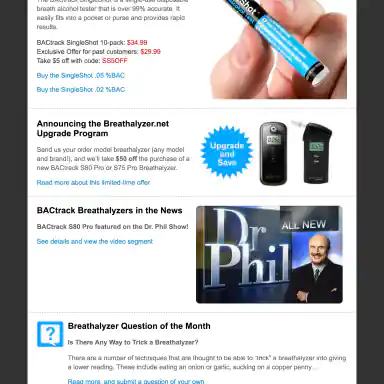 breath alcohol tester that is over 99% accurate. It
easily fits into a pocket or purse and provides rapid
results.
BACtrack SingleShot 10-pack: $34.99
Exclusive Offer for past customers: $29.99
Take $5 off with code: SS5OFF
Buy the SingleShot .05 %BAC
Buy the SingleShot .02 %BAC
Announcing the Breathalyzer.net
Upgrade Program
Send us your order model breathalyzer (any model
and brand!), and we'll take $50 off the purchase of a
new BACtrack S80 Pro or S75 Pro Breathalyzer.
Read more about this limited-time offer
Upgrade
and
Save
BACtrack Breathalyzers in the News
BACtrack S80 Pro featured on the Dr. Phil Show!
See details and view the video segment
Dr.
Phil
ALL NEW
Breathalyzer Question of the Month
Is There Any Way to Trick a Breathalyzer?
There are a number of techniques that are thought to be able to "trick" a breathalyzer into giving
a lower reading. These include eating an onion or garlic, sucking on a copper penny...
Read more, and submit a question of your own